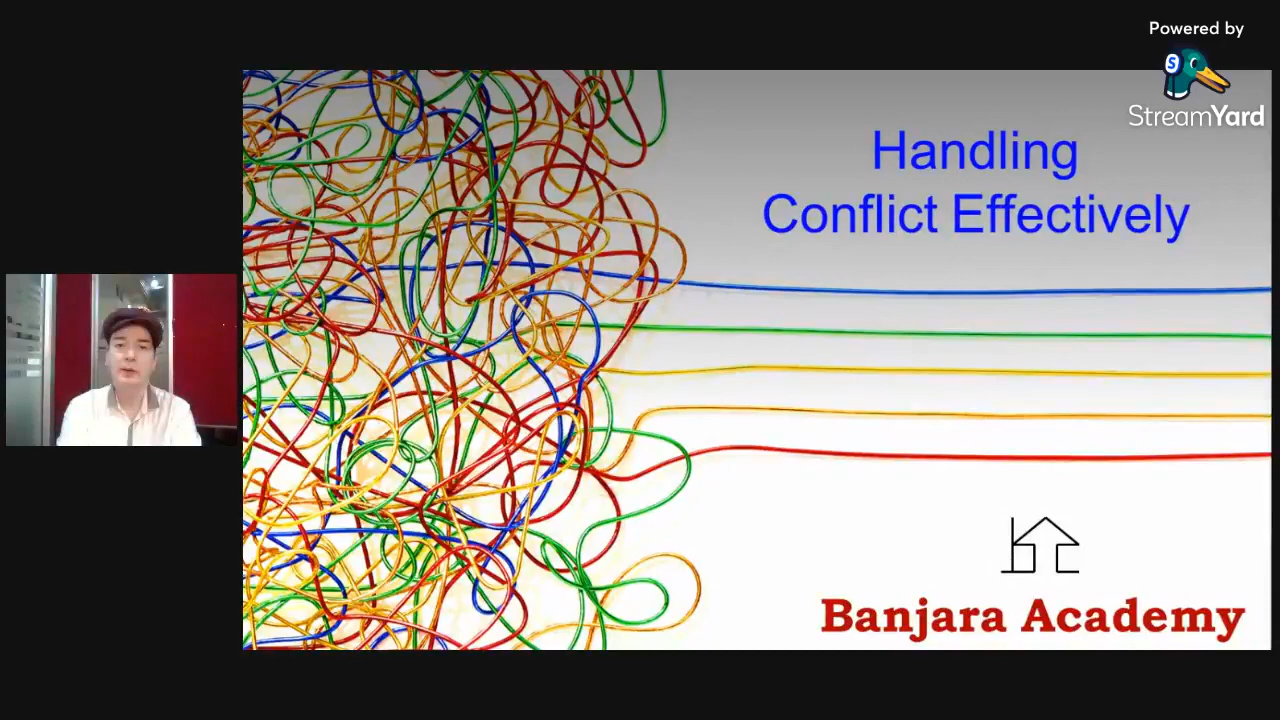 Powered by
StreamYard
Handling
Conflict Effectively
Banjara Academy